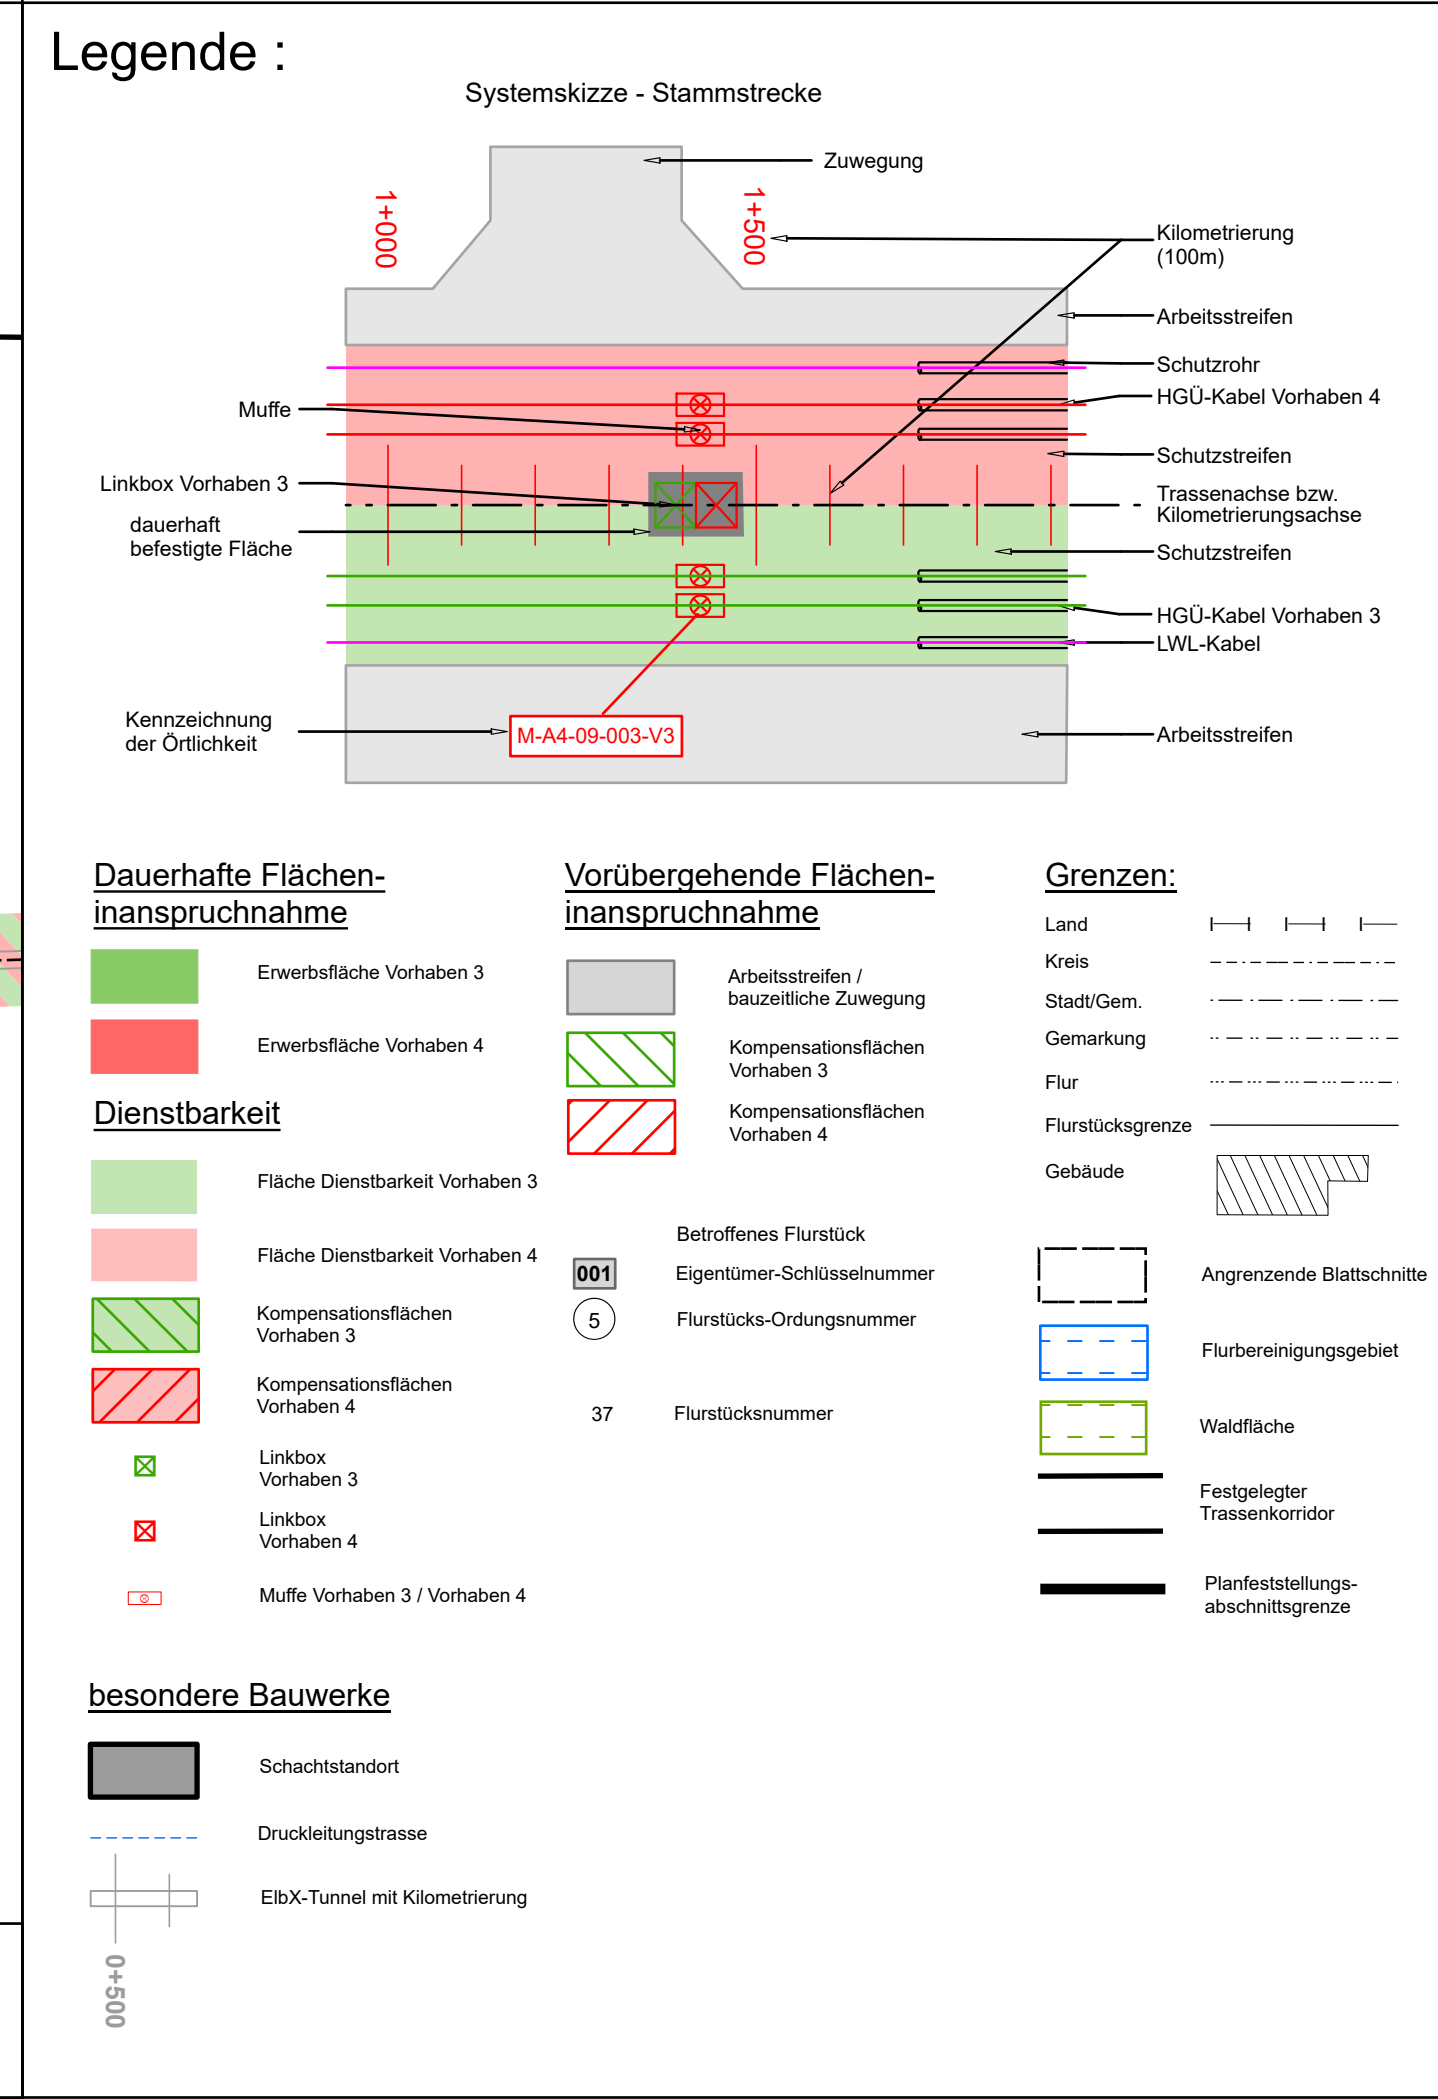 Legende :
Systemskizze - Stammstrecke
Zuwegung
1+000
1+500
Kilometrierung
(100m)
Arbeitsstreifen
Schutzrohr
HGÜ-Kabel Vorhaben 4
Muffe
Schutzstreifen
Linkbox Vorhaben 3
Trassenachse bzw.
Kilometrierungsachse
dauerhaft
befestigte Fläche
Schutzstreifen
HGÜ-Kabel Vorhaben 3
LWL-Kabel
Kennzeichnung
der Örtlichkeit
M-A4-09-003-V3
Arbeitsstreifen
Dauerhafte Flächen-
inanspruchnahme
Erwerbsfläche Vorhaben 3
Erwerbsfläche Vorhaben 4
Dienstbarkeit
Fläche Dienstbarkeit Vorhaben 3
Fläche Dienstbarkeit Vorhaben 4
Kompensationsflächen
Vorhaben 3
Kompensationsflächen
Vorhaben 4
Linkbox
Vorhaben 3
Linkbox
Vorhaben 4
Muffe Vorhaben 3 / Vorhaben 4
Vorübergehende Flächen-
inanspruchnahme
Arbeitsstreifen /
bauzeitliche Zuwegung
Kompensationsflächen
Vorhaben 3
Kompensationsflächen
Vorhaben 4
Betroffenes Flurstück
001 Eigentümer-Schlüsselnummer
5 Flurstücks-Ordungsnummer
37 Flurstücksnummer
Grenzen:
Land
Kreis
Stadt/Gem.
Gemarkung
Flur
Flurstücksgrenze
Gebäude
Angrenzende Blattschnitte
Flurbereinigungsgebiet
Waldfläche
Festgelegter
Trassenkorridor
Planfeststellungs-
abschnittsgrenze
besondere Bauwerke
Schachtstandort
Druckleitungstrasse
ElbX-Tunnel mit Kilometrierung
0+500